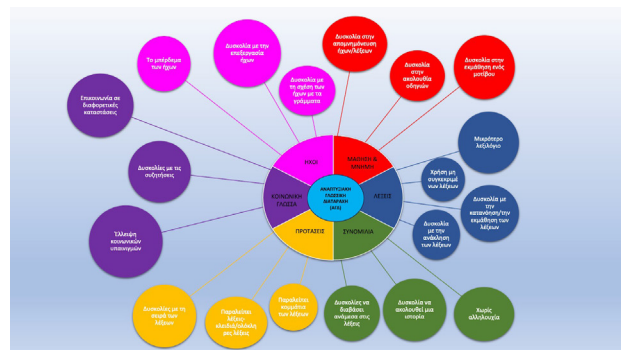 Δυσκολία στην
απομνημόνευση
ήχων/λέξεων
Δυσκολία με την
επεξεργασία
ήχων
Το μπέρδεμα
των ήχων
Δυσκολία
στην
ακολουθία
οδηγιών
Δυσκολία στην
εκμάθηση ενός
μοτίβου
Δυσκολία με
τη σχέση των
ήχων με τα
γράμματα
Επικοινωνία σε
διαφορετικές
καταστάσεις
Μικρότερο
λεξιλόγιο
Δυσκολίες με τις
συζητήσεις
Χρήση μη
συγκεκριμέ
νων λέξεων
Δυσκολία με
την
κατανόηση/την
εκμάθηση των
λέξεων
Έλλειψη
κοινωνικών
υπαινιγμών
Δυσκολία
με την
ανάκληση
των λέξεων
ΗΧΟΙ
ΜΑΘΗΣΗ &
ΚΟΙΝΩΝΙΚΗ
ΓΛΩΣΣΑ
ΑΝΑΠΤΥΞΙΑΚΗ
ΓΛΩΣΣΙΚΗ
ΔΙΑΤΑΡΑΧΗ
(ΑΓΔ)
ΛΕΞΕΙΣ
ΠΡΟΤΑΣΕΙΣ
ΣΥΝΟΜΙΛΙΑ
Δυσκολίες με τη
σειρά των
λέξεων
Παραλείπει
λέξεις-
κλειδιά/ολόκλη
ρες λέξεις
Παραλείπει
κομμάτια
των λέξεων
Δυσκολίες να
διαβάσει
ανάμεσα στις
λέξεις
Δυσκολία να
ακολουθεί μια
ιστορία
Χωρίς
αλληλουχία